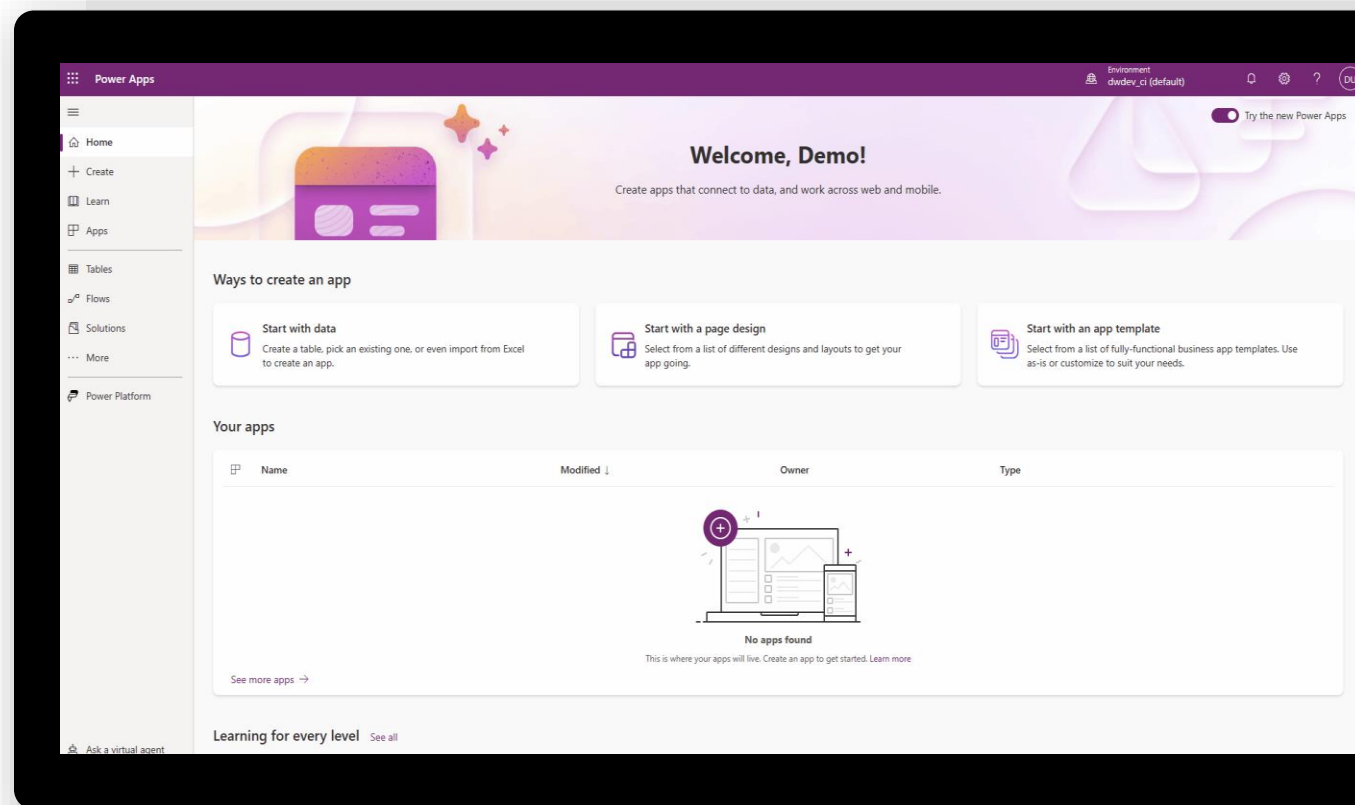 Power Apps
Environment
dwdev_ci (default)
?
Home
Create
Learn
Apps
Tables
Flows
Solutions
More
Power Platform
Ask a virtual agent
Try the new Power Apps
Welcome, Demo!
Create apps that connect to data, and work across web and mobile.
Ways to create an app
Start with data
Create a table, pick an existing one, or even import from Excel
to create an app.
Start with a page design
Select from a list of different designs and layouts to get your
app going.
Start with an app template
Select from a list of fully-functional business app templates. Use
as-is or customize to suit your needs.
Your apps
Name Modified ↓ Owner Type
No apps found
This is where your apps will live. Create an app to get started. Learn more
See more apps →
Learning for every level See all